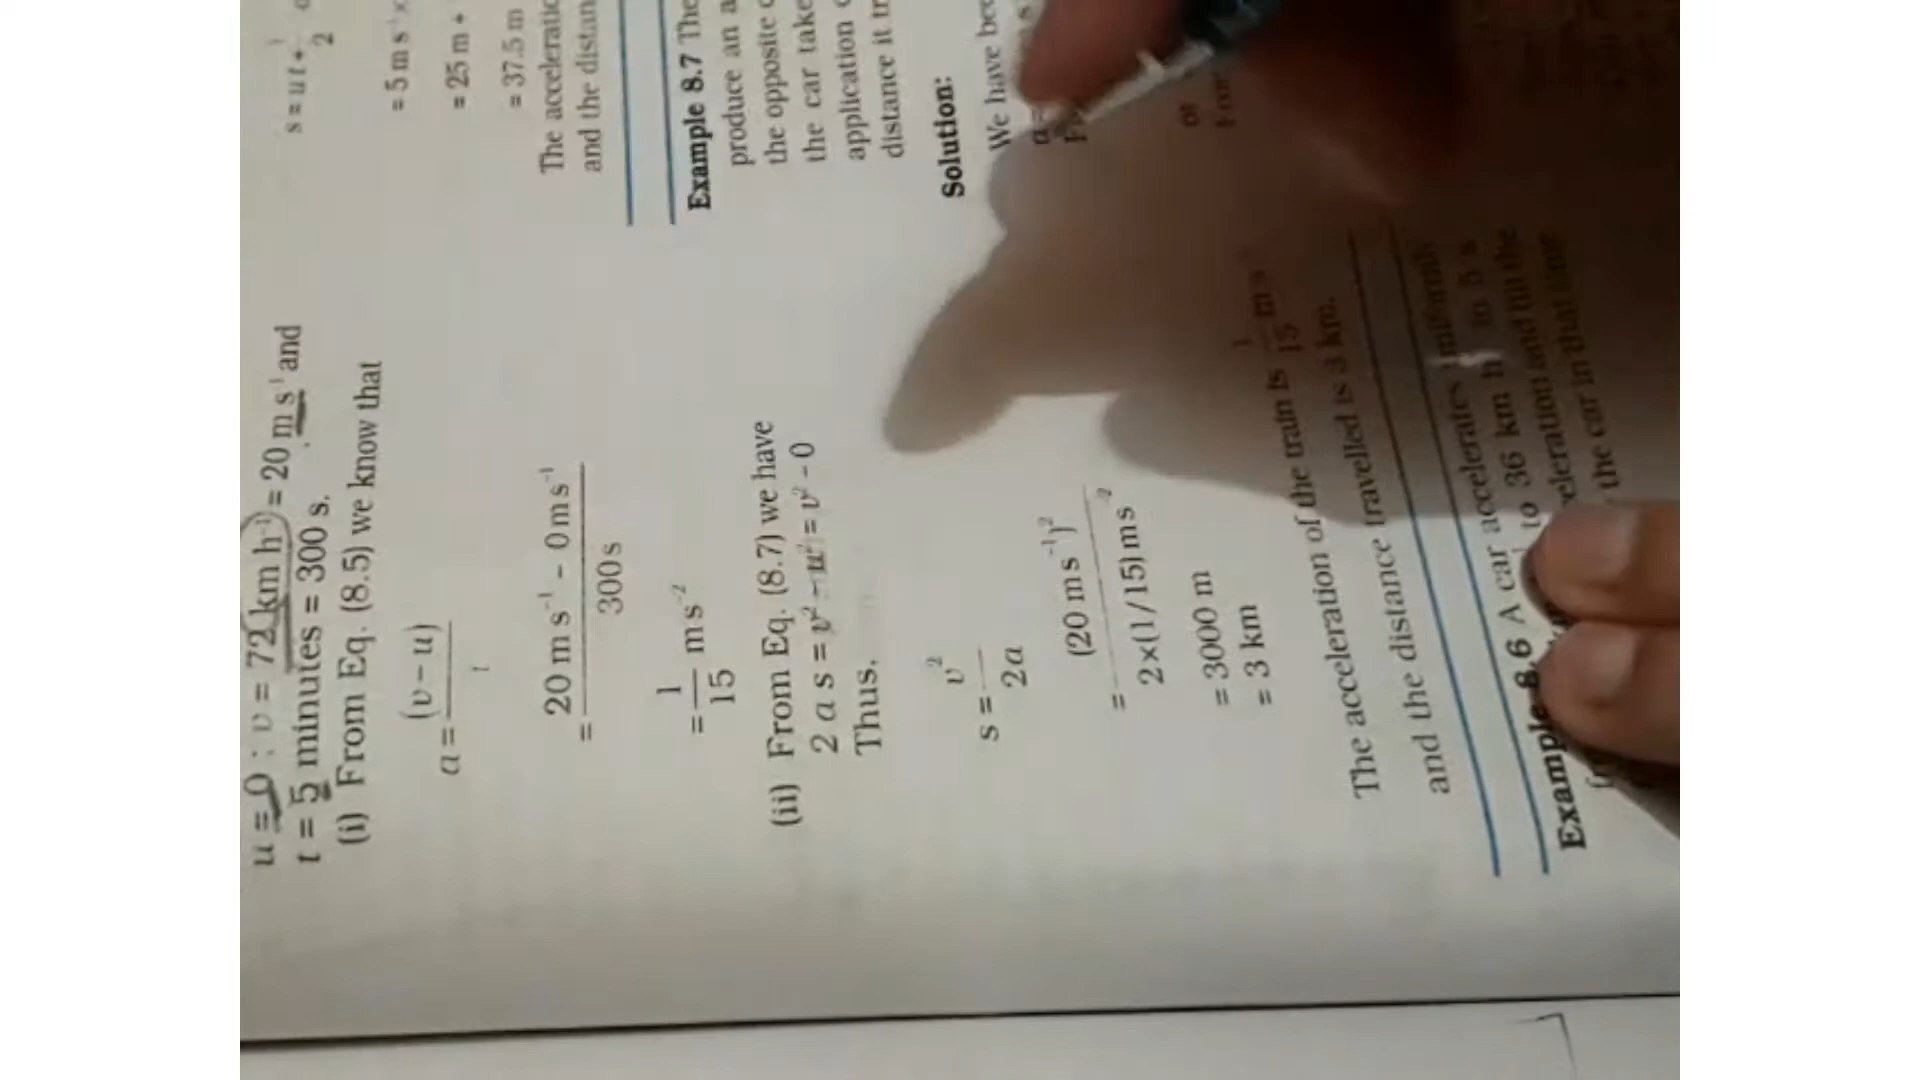 u = 0 ; v = 72 km h⁻¹ = 20 m s⁻¹ and
t = 5 minutes = 300 s.
(i) From Eq. (8.5) we know that
a = (v – u)
t
= 20 m s⁻¹ – 0 m s⁻¹
300 s
= 1
15 m s⁻²
(ii) From Eq. (8.7) we have
2 a s = v² – u² = v² – 0
Thus,
s = v²
2a
= (20 m s⁻¹)²
2×(1/15) m s⁻²
= 3000 m
= 3 km
The acceleration of the train is 1
15 m s
and the distance travelled is 3 km.
Example 8.6 A car accelerates uniformly
to 36 km h in 5 s
the
the car in that time
s = ut + 1
2
= 5 m s⁻¹ ×
= 25 m +
= 37.5 m
The
and the
Example 8.7 The
produce an
the opposite
the car
application
distance it
Solution:
We have
or